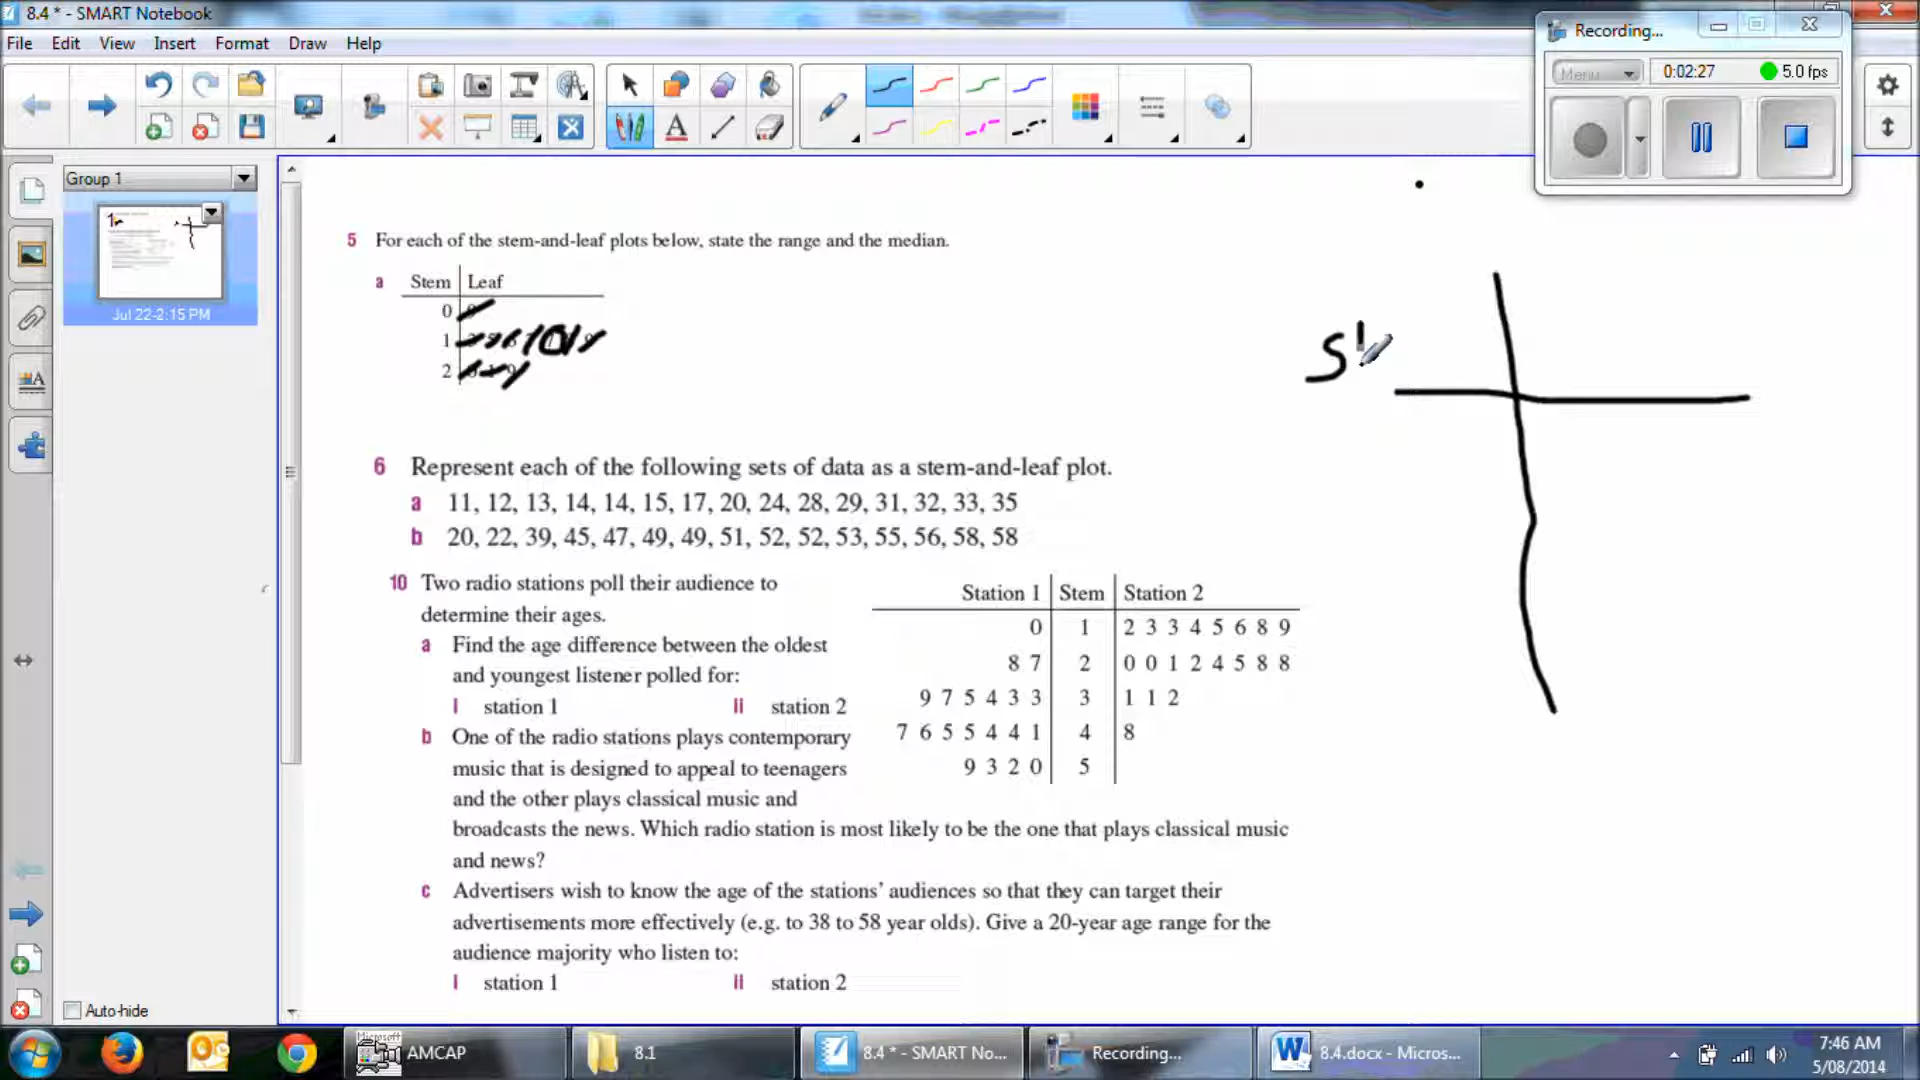 8.4 * - SMART Notebook
File Edit View Insert Format Draw Help
Recording...
Menu 0:02:27 5.0 fps
Group 1
Jul 22-2:15 PM
5 For each of the stem-and-leaf plots below, state the range and the median.
a Stem Leaf
0
1
2
6 Represent each of the following sets of data as a stem-and-leaf plot.
a 11, 12, 13, 14, 14, 15, 17, 20, 24, 28, 29, 31, 32, 33, 35
b 20, 22, 39, 45, 47, 49, 49, 51, 52, 52, 53, 55, 56, 58, 58
10 Two radio stations poll their audience to
determine their ages.
a Find the age difference between the oldest
and youngest listener polled for:
i station 1 ii station 2
b One of the radio stations plays contemporary
music that is designed to appeal to teenagers
and the other plays classical music and
broadcasts the news. Which radio station is most likely to be the one that plays classical music
and news?
c Advertisers wish to know the age of the stations' audiences so that they can target their
advertisements more effectively (e.g. to 38 to 58 year olds). Give a 20-year age range for the
audience majority who listen to:
i station 1 ii station 2
Station 1 Stem Station 2
0 1 2 3 3 4 5 6 8 9
8 7 2 0 0 1 2 4 5 8 8
9 7 5 4 3 3 3 1 1 2
7 6 5 5 4 4 1 4 8
9 3 2 0 5
Auto-hide
AMCAP
8.1
8.4 * - SMART No...
Recording...
8.4.docx - Micros...
7:46 AM
5/08/2014